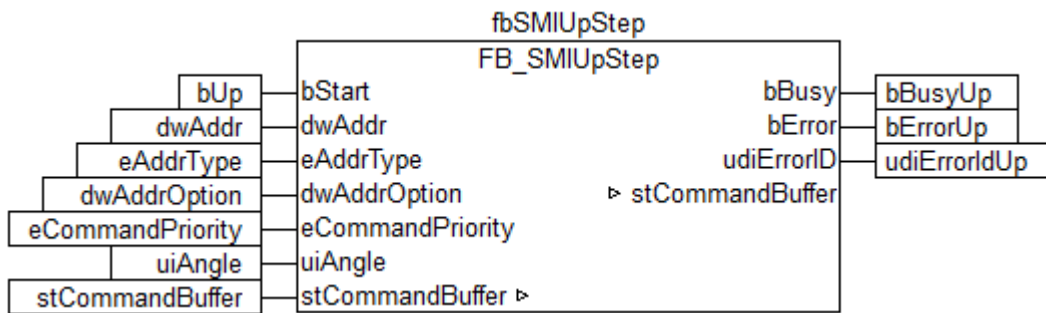 fbSMIUpStep
FB_SMIUpStep
bUp bStart bBusy bBusyUp
dwAddr dwAddr bError bErrorUp
eAddrType eAddrType udiErrorID udiErrorIdUp
dwAddrOption dwAddrOption stCommandBuffer
eCommandPriority eCommandPriority
uiAngle uiAngle
stCommandBuffer stCommandBuffer